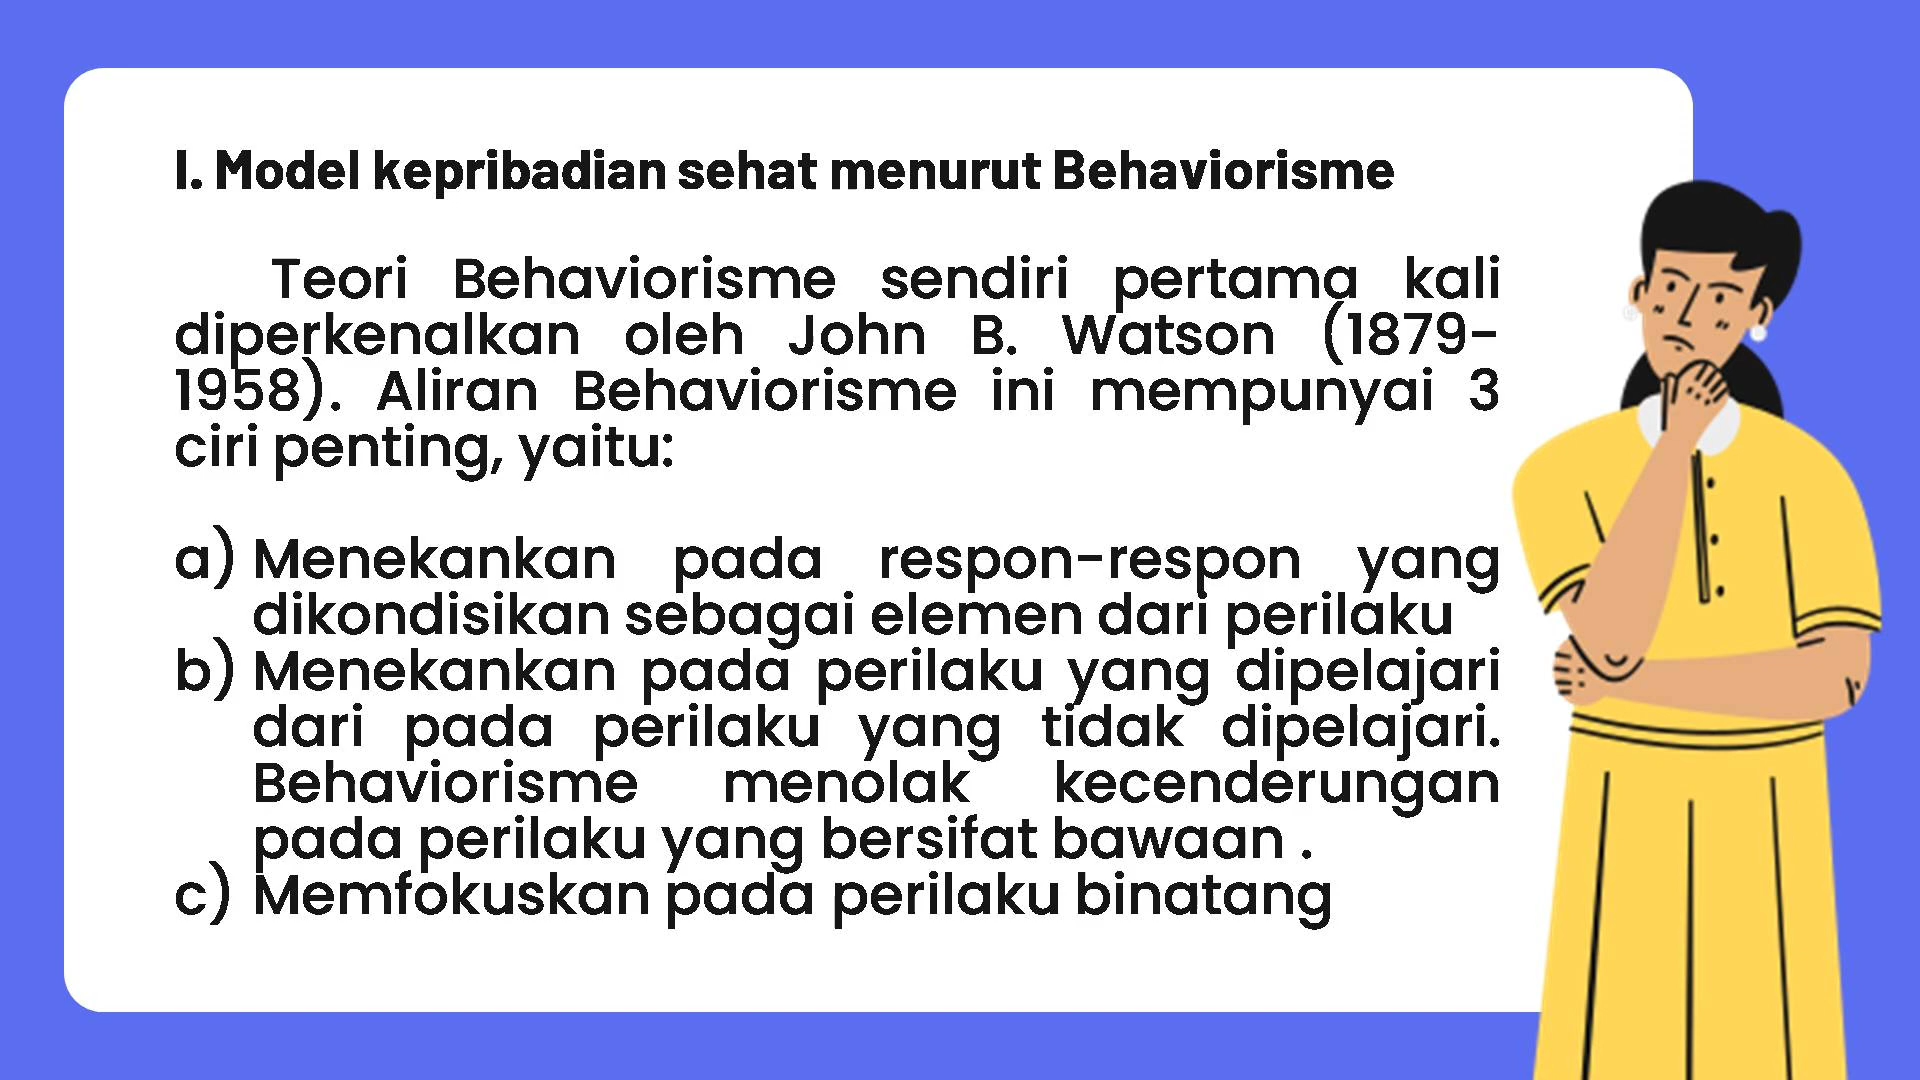 I. Model kepribadian sehat menurut Behaviorisme
Teori Behaviorisme sendiri pertama kali
diperkenalkan oleh John B. Watson (1879-
1958). Aliran Behaviorisme ini mempunyai 3
ciri penting, yaitu:
a) Menekankan pada respon-respon yang
dikondisikan sebagai elemen dari perilaku
b) Menekankan pada perilaku yang dipelajari
dari pada perilaku yang tidak dipelajari.
Behaviorisme menolak kecenderungan
pada perilaku yang bersifat bawaan .
c) Memfokuskan pada perilaku binatang